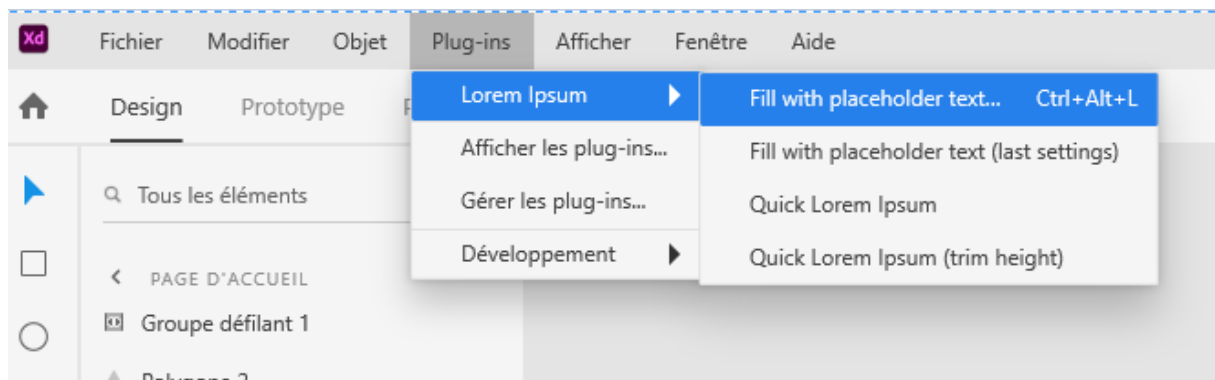 Xd Fichier Modifier Objet Plug-ins Afficher Fenêtre Aide
Design Prototype
Lorem Ipsum
Afficher les plug-ins...
Gérer les plug-ins...
Développement
Fill with placeholder text... Ctrl+Alt+L
Fill with placeholder text (last settings)
Quick Lorem Ipsum
Quick Lorem Ipsum (trim height)
Tous les éléments
PAGE D'ACCUEIL
Groupe défilant 1